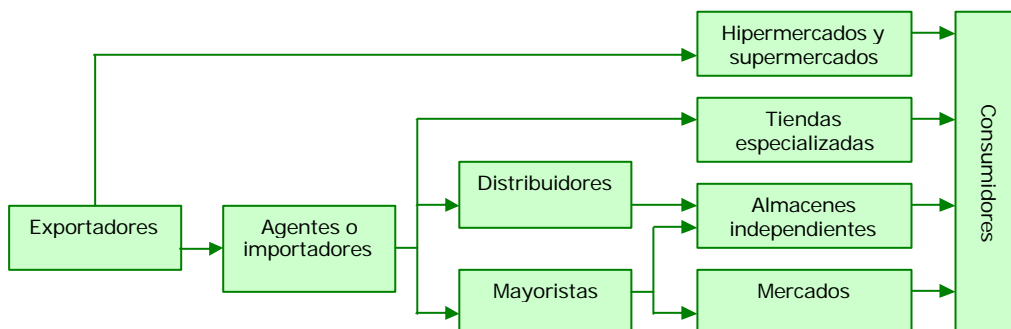 Hipermercados y
supermercados
Tiendas
especializadas
Distribuidores
Almacenes
independientes
Exportadores
Agentes o
importadores
Mayoristas
Mercados
Consumidores